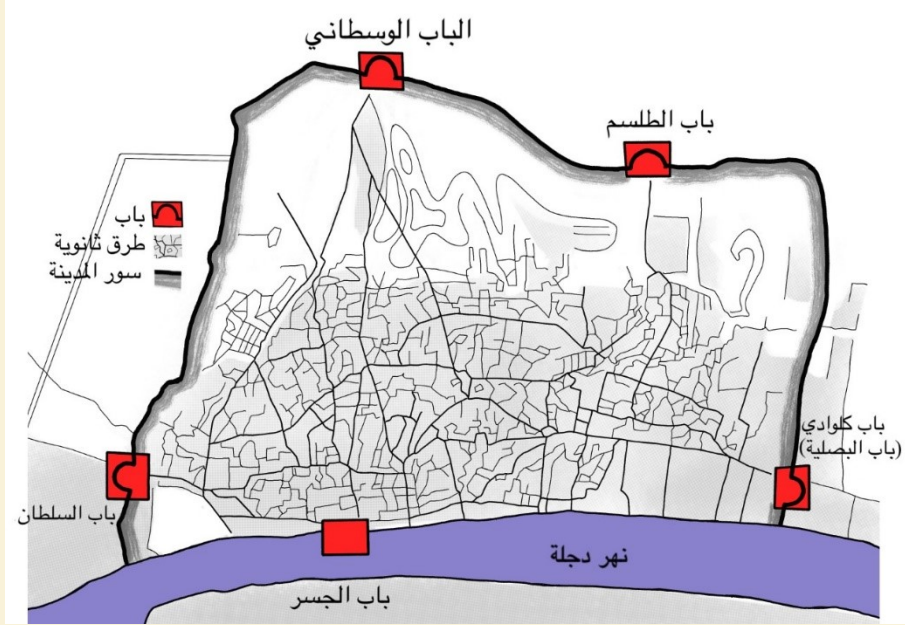 الباب الوسطاني
باب الطلسم
باب
طرق ثانوية
سور المدينة
باب كلوادي
(باب البصلية)
باب السلطان
نهر دجلة
باب الجسر